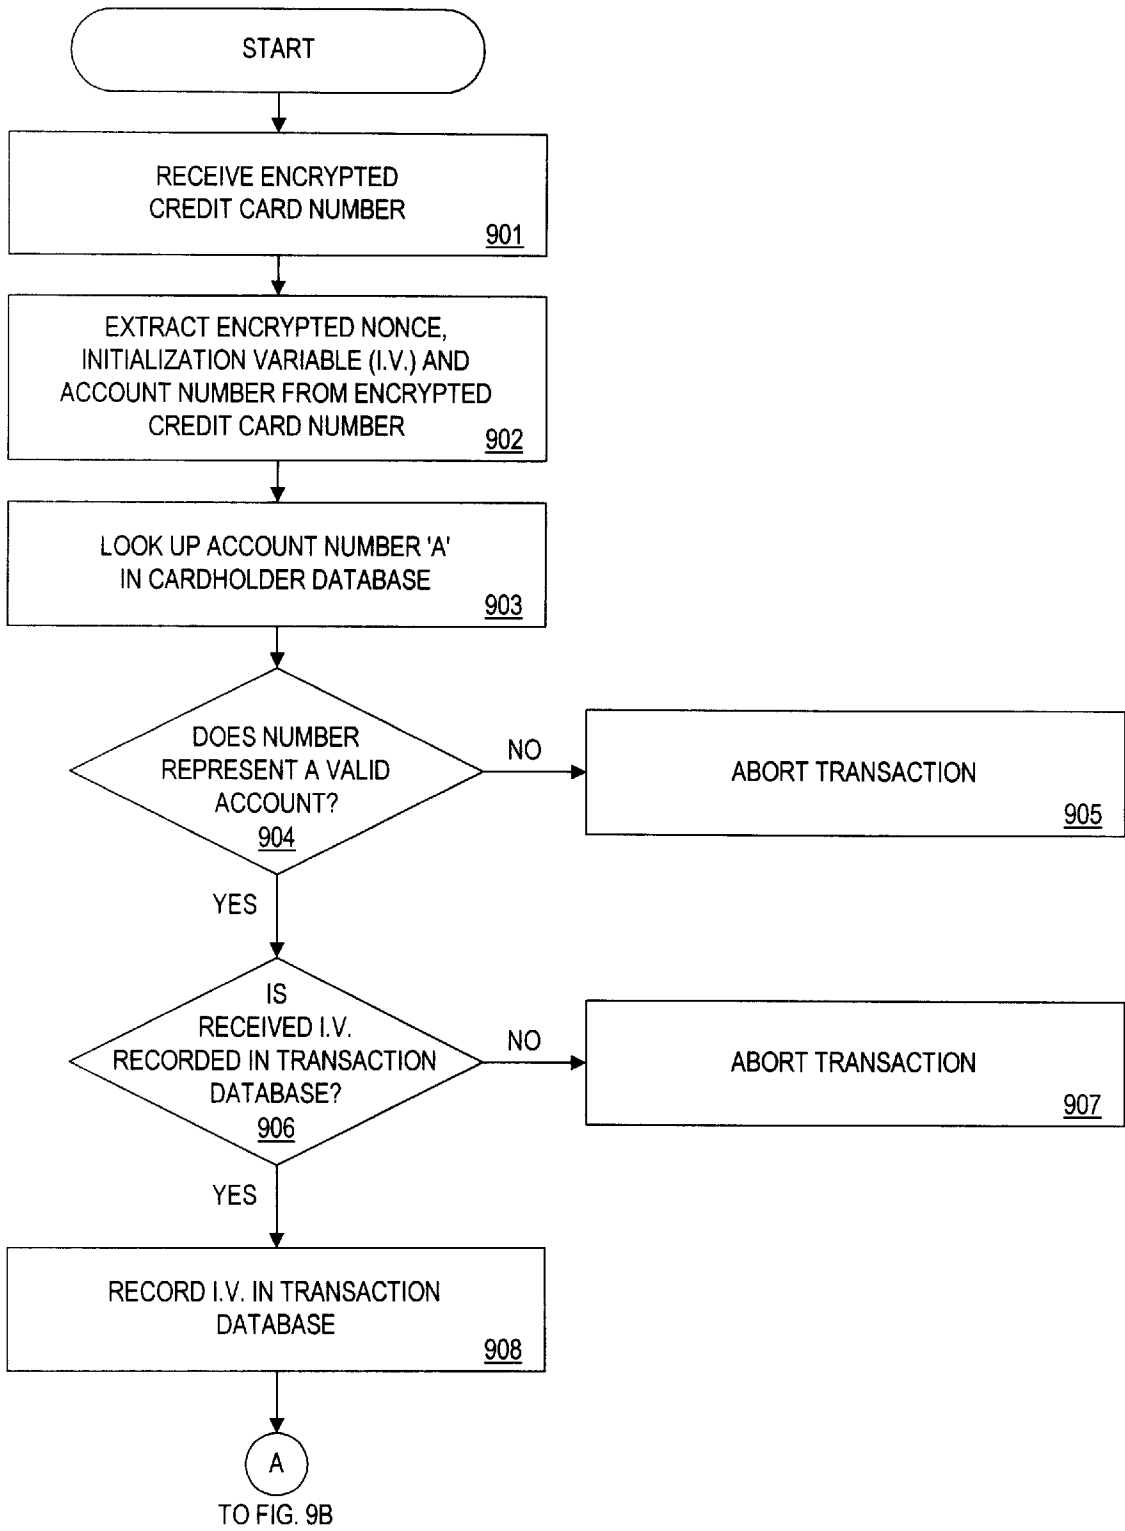 START
RECEIVE ENCRYPTED
CREDIT CARD NUMBER
901
EXTRACT ENCRYPTED NONCE,
INITIALIZATION VARIABLE (I.V.) AND
ACCOUNT NUMBER FROM ENCRYPTED
CREDIT CARD NUMBER
902
LOOK UP ACCOUNT NUMBER 'A'
IN CARDHOLDER DATABASE
903
DOES NUMBER
REPRESENT A VALID
ACCOUNT?
904
NO
ABORT TRANSACTION
905
YES
IS
RECEIVED I.V.
RECORDED IN TRANSACTION
DATABASE?
906
NO
ABORT TRANSACTION
907
YES
RECORD I.V. IN TRANSACTION
DATABASE
908
A
TO FIG. 9B